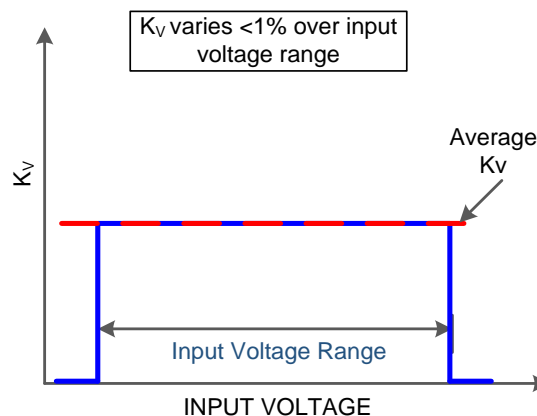 Kv varies <1% over input
voltage range
Average
Kv
Kv
Input Voltage Range
INPUT VOLTAGE